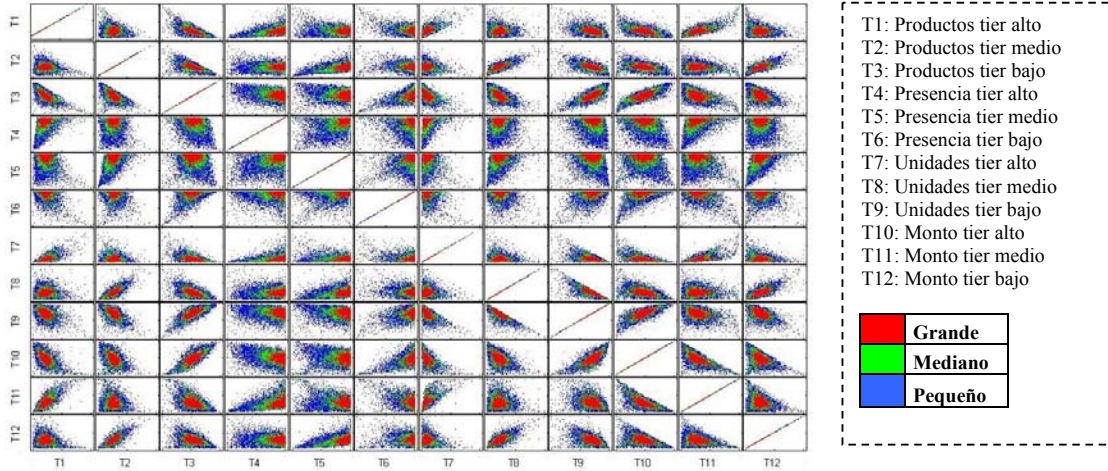 T1
T2
T3
T4
T5
T6
T7
T8
T9
T10
T11
T12
T1 T2 T3 T4 T5 T6 T7 T8 T9 T10 T11 T12
T1: Productos tier alto
T2: Productos tier medio
T3: Productos tier bajo
T4: Presencia tier alto
T5: Presencia tier medio
T6: Presencia tier bajo
T7: Unidades tier alto
T8: Unidades tier medio
T9: Unidades tier bajo
T10: Monto tier alto
T11: Monto tier medio
T12: Monto tier bajo
Grande
Mediano
Pequeño